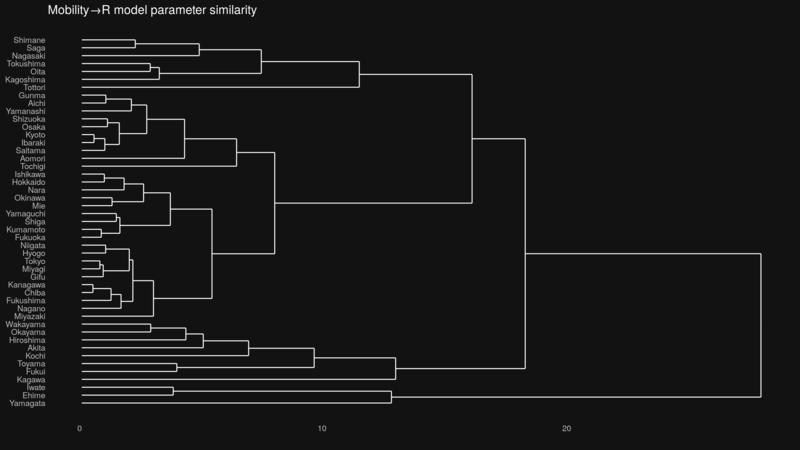 Mobility→R model parameter similarity
Shimane
Saga
Nagasaki
Tokushima
Oita
Kagoshima
Tottori
Gunma
Aichi
Yamanashi
Shizuoka
Osaka
Kyoto
Ibaraki
Saitama
Aomori
Tochigi
Ishikawa
Hokkaido
Nara
Okinawa
Mie
Yamaguchi
Shiga
Kumamoto
Fukuoka
Niigata
Hyogo
Tokyo
Miyagi
Gifu
Kanagawa
Chiba
Fukushima
Nagano
Miyazaki
Wakayama
Okayama
Hiroshima
Akita
Kochi
Toyama
Fukui
Kagawa
Iwate
Ehime
Yamagata
0 10 20